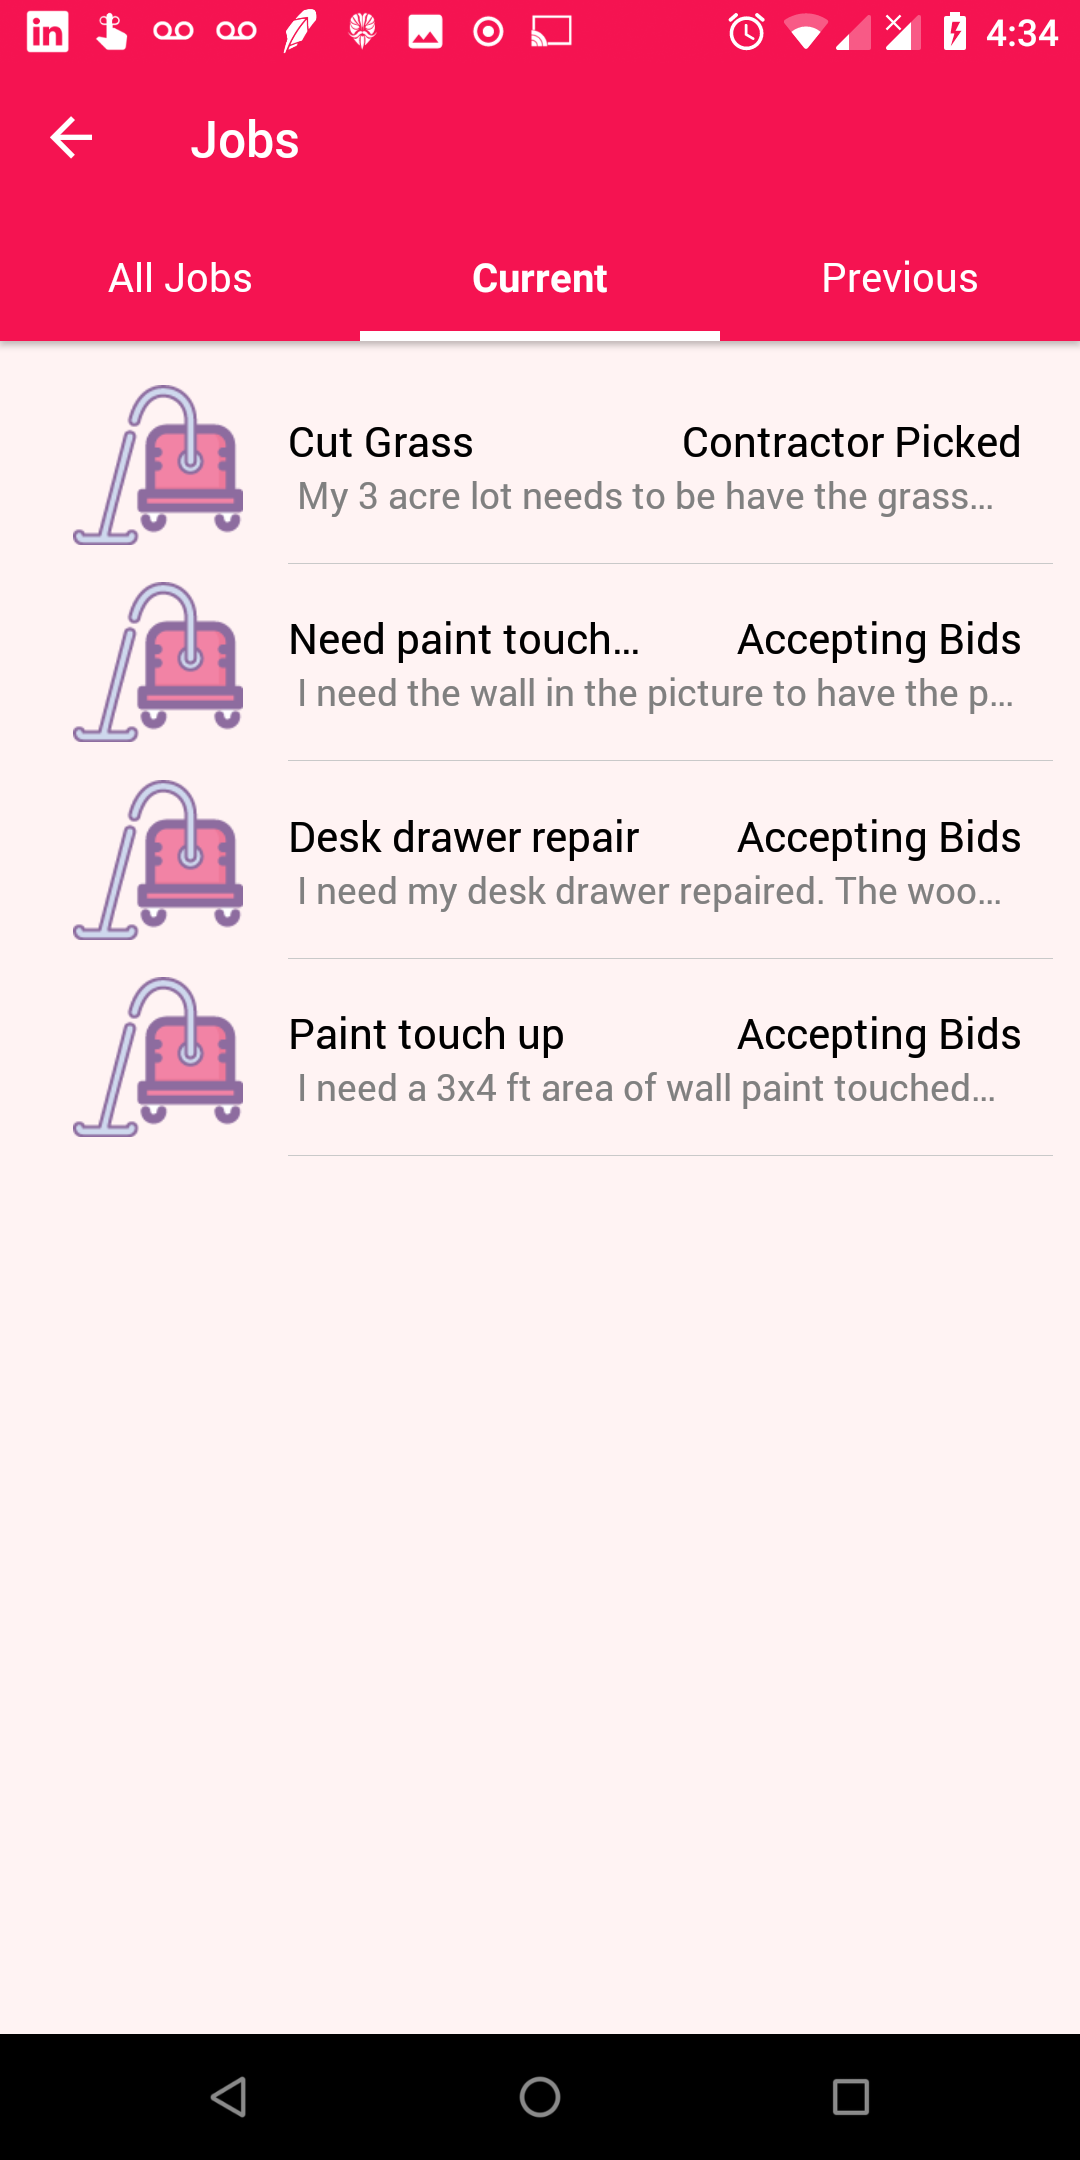 in 4:34
Jobs
All Jobs Current Previous
Cut Grass Contractor Picked
My 3 acre lot needs to be have the grass...
Need paint touch... Accepting Bids
I need the wall in the picture to have the p...
Desk drawer repair Accepting Bids
I need my desk drawer repaired. The woo...
Paint touch up Accepting Bids
I need a 3x4 ft area of wall paint touched...